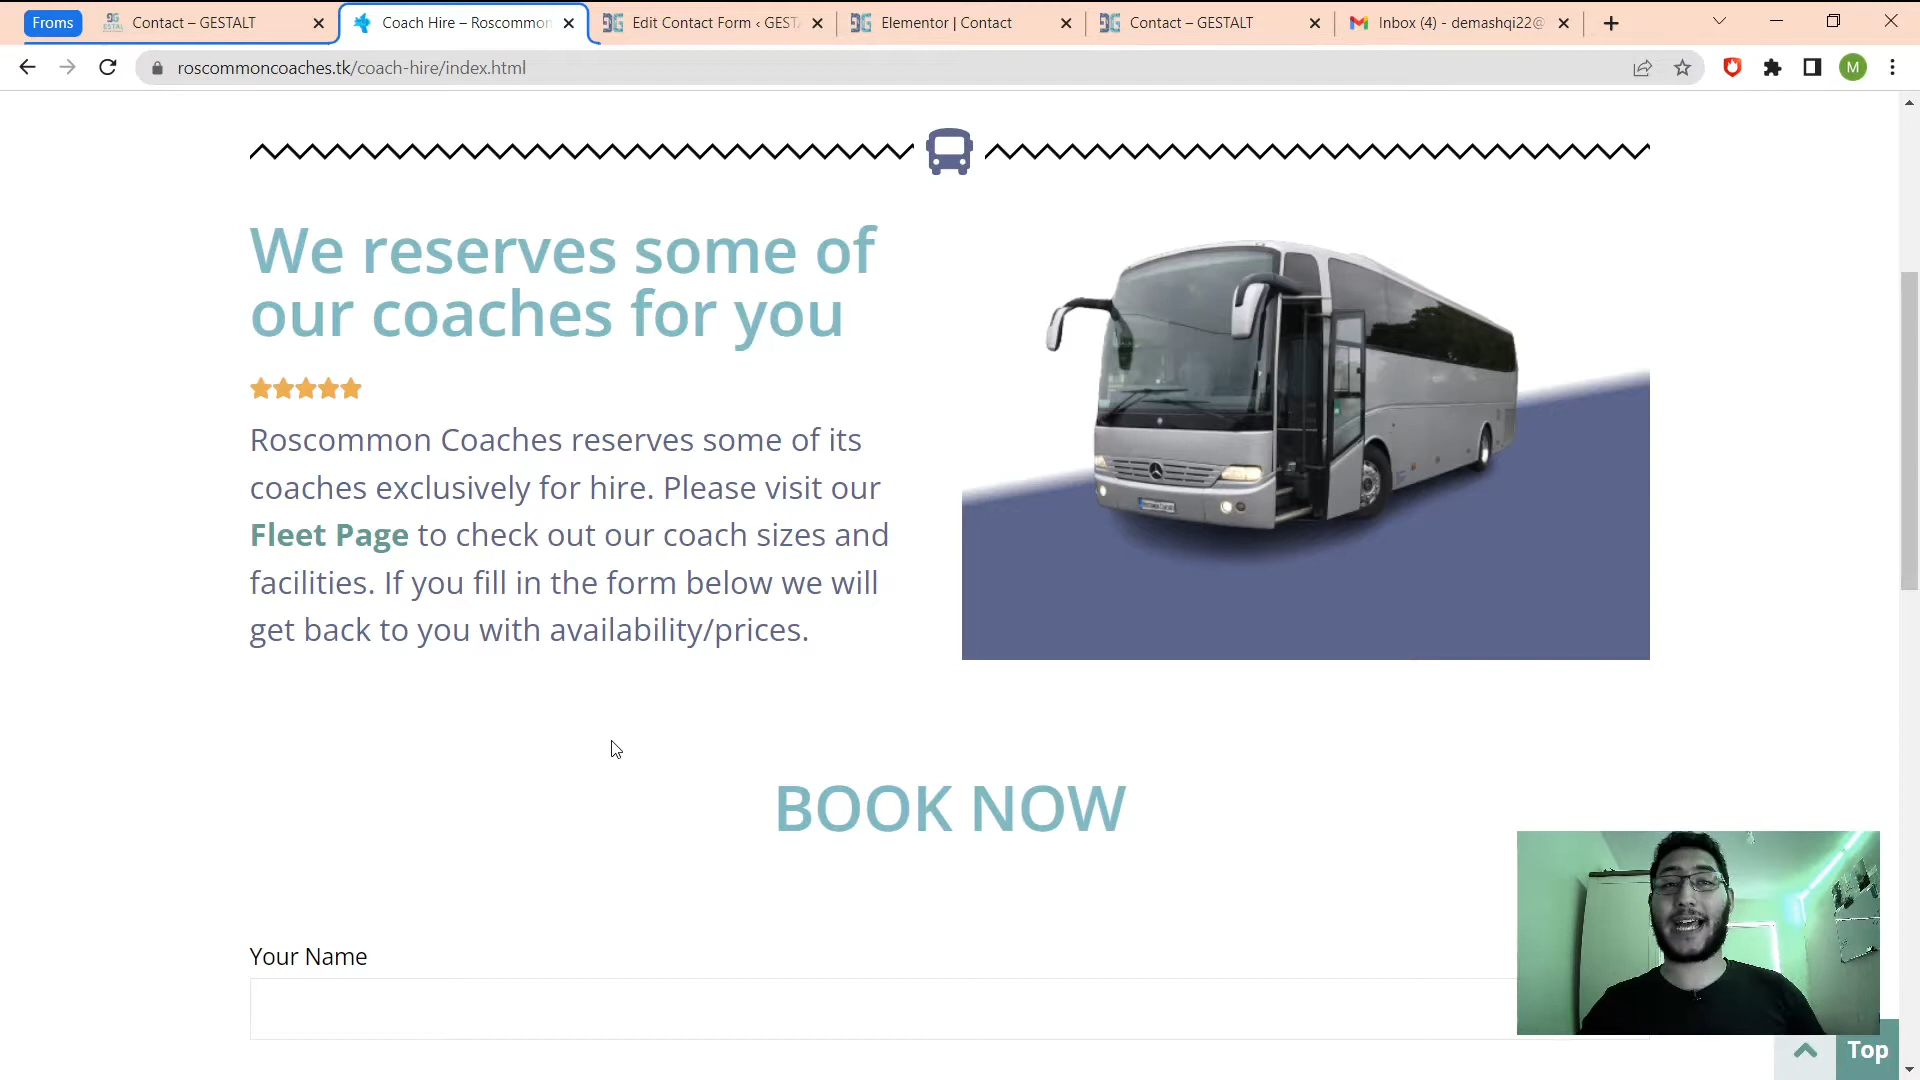 Froms
Contact – GESTALT
Coach Hire – Roscommon
Edit Contact Form ‹ GEST
Elementor | Contact
Contact – GESTALT
Inbox (4) - demashqi22@
roscommoncoaches.tk/coach-hire/index.html
M
We reserves some of
our coaches for you
Roscommon Coaches reserves some of its
coaches exclusively for hire. Please visit our
Fleet Page to check out our coach sizes and
facilities. If you fill in the form below we will
get back to you with availability/prices.
BOOK NOW
Your Name
Top